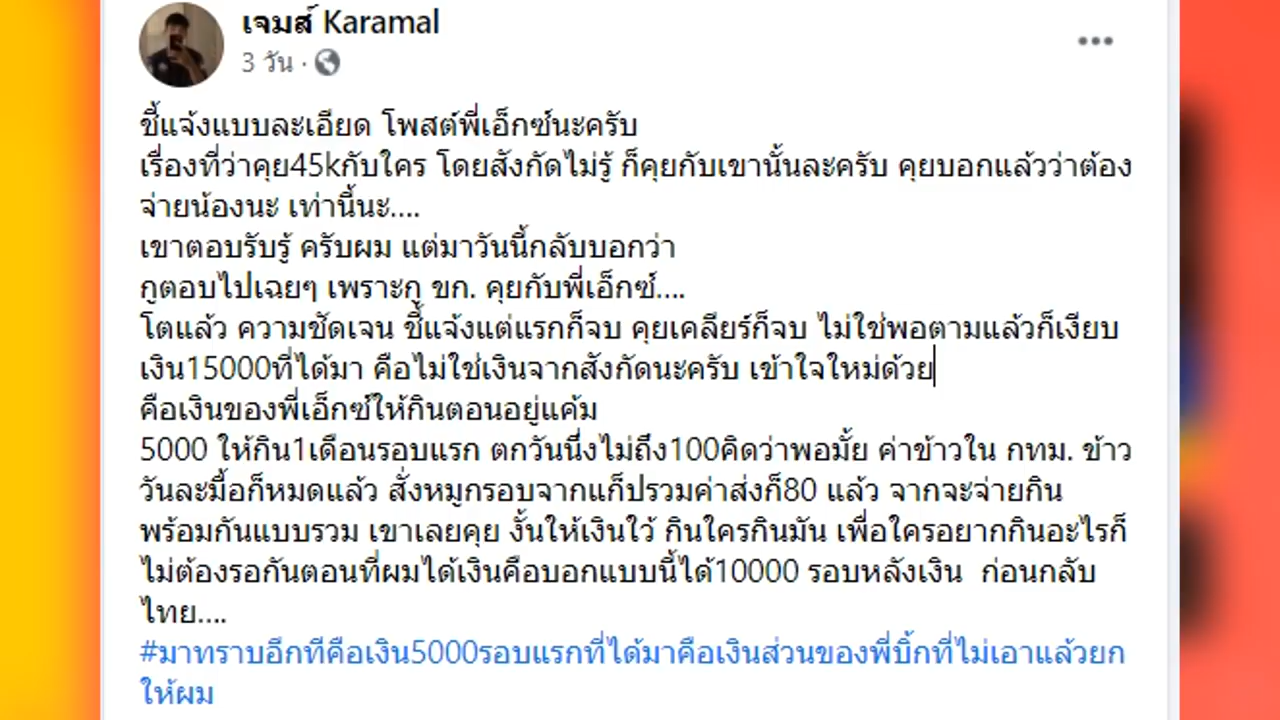 เจมส์ Karamal
3 วัน ·
ชี้แจ้งแบบละเอียด โพสต์พี่เอ็กซ์นะครับ
เรื่องที่ว่าคุย45kกับใคร โดยสังกัดไม่รู้ ก็คุยกับเขานั้นละครับ คุยบอกแล้วว่าต้อง
จ่ายน้องนะ เท่านี้นะ....
เขาตอบรับรู้ ครับผม แต่มาวันนี้กลับบอกว่า
กูตอบไปเฉยๆ เพราะกู ขก. คุยกับพี่เอ็กซ์....
โตแล้ว ความชัดเจน ชี้แจ้งแต่แรกก็จบ คุยเคลียร์ก็จบ ไม่ใช่พอตามแล้วก็เงียบ
เงิน15000ที่ได้มา คือไม่ใช่เงินจากสังกัดนะครับ เข้าใจใหม่ด้วย
คือเงินของพี่เอ็กซ์ให้กินตอนอยู่แค้ม
5000 ให้กิน1เดือนรอบแรก ตกวันนึ่งไม่ถึง100คิดว่าพอมั้ย ค่าข้าวใน กทม. ข้าว
วันละมื้อก็หมดแล้ว สั่งหมูกรอบจากแก็ปรวมค่าส่งก็80 แล้ว จากจะจ่ายกิน
พร้อมกันแบบรวม เขาเลยคุย งั้นให้เงินใว้ กินใครกินมัน เพื่อใครอยากกินอะไรก็
ไม่ต้องรอกันตอนที่ผมได้เงินคือบอกแบบนี้ได้10000 รอบหลังเงิน ก่อนกลับ
ไทย....
#มาทราบอีกทีคือเงิน5000รอบแรกที่ได้มาคือเงินส่วนของพี่บิ้กที่ไม่เอาแล้วยก
ให้ผม